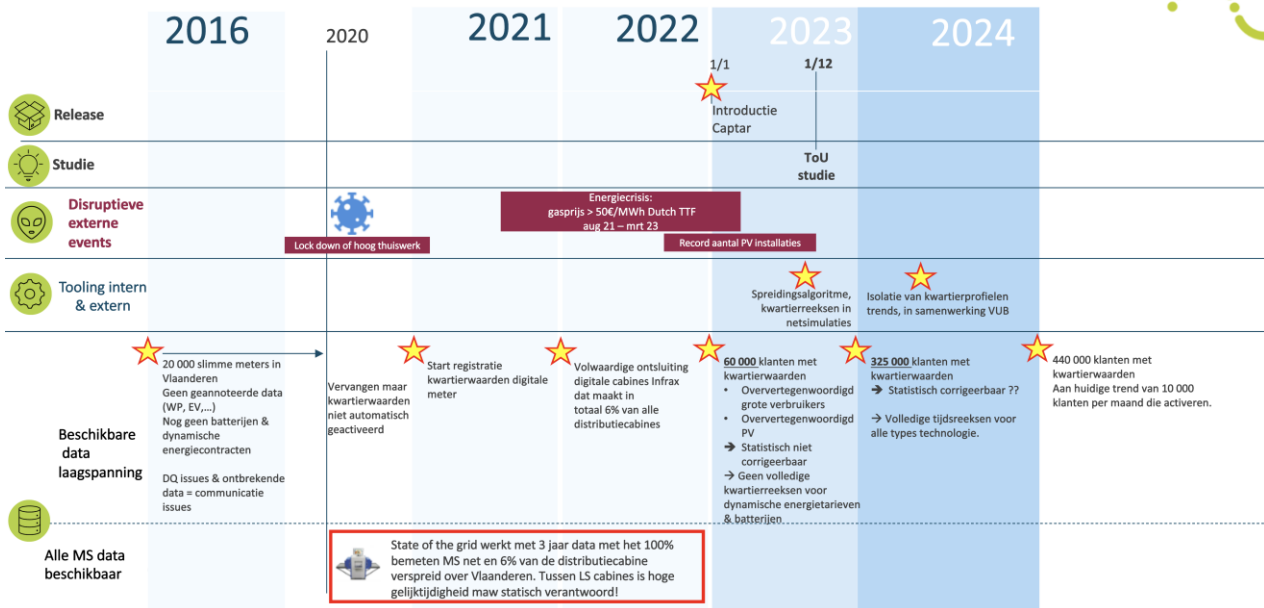 2016
2020
2021
2022
2023
2024
1/1
1/12
Release
Introductie
Captar
Studie
ToU
studie
Disruptieve
externe
events
Lock down of hoog thuiswerk
Energiecrisis:
gasprijs > 50€/MWh Dutch TTF
aug 21 – mrt 23
Record aantal PV installaties
Tooling intern
& extern
Spreidingsalgoritme,
kwartierreeksen in
netsimulaties
Isolatie van kwartierprofielen
trends, in samenwerking VUB
Beschikbare
data
laagspanning
20 000 slimme meters in
Vlaanderen
Geen geannoteerde data
(WP, EV,...)
Nog geen batterijen &
dynamische
energiecontracten
DQ issues & ontbrekende
data = communicatie
issues
Vervangen maar
kwartierwaarden
niet automatisch
geactiveerd
Start registratie
kwartierwaarden digitale
meter
Volwaardige ontsluiting
digitale cabines Infrax
dat maakt in
totaal 6% van alle
distributiecabines
60 000 klanten met
kwartierwaarden
• Oververtegenwoordigd
grote verbruikers
• Oververtegenwoordigd
PV
➔ Statistisch niet
corrigeerbaar
→ Geen volledige
kwartierreeksen voor
dynamische energietarieven
& batterijen
325 000 klanten met
kwartierwaarden
➔ Statistisch corrigeerbaar ??
→ Volledige tijdsreeksen voor
alle types technologie.
440 000 klanten met
kwartierwaarden
Aan huidige trend van 10 000
klanten per maand die activeren.
Alle MS data
beschikbaar
State of the grid werkt met 3 jaar data met het 100%
bemeten MS net en 6% van de distributiecabine
verspreid over Vlaanderen. Tussen LS cabines is hoge
gelijktijdigheid maw statisch verantwoord!